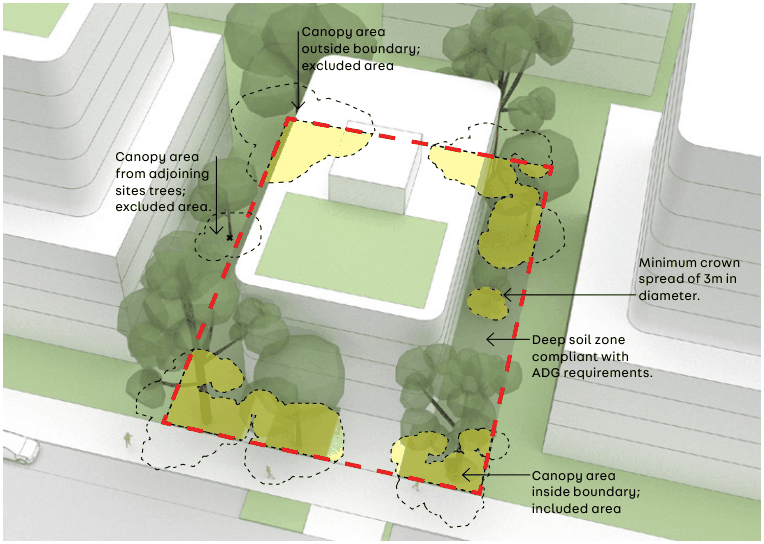 Canopy area
outside boundary;
excluded area
Canopy area
from adjoining
sites trees;
excluded area.
Minimum crown
spread of 3m in
diameter.
Deep soil zone
compliant with
ADG requirements.
Canopy area
inside boundary;
included area